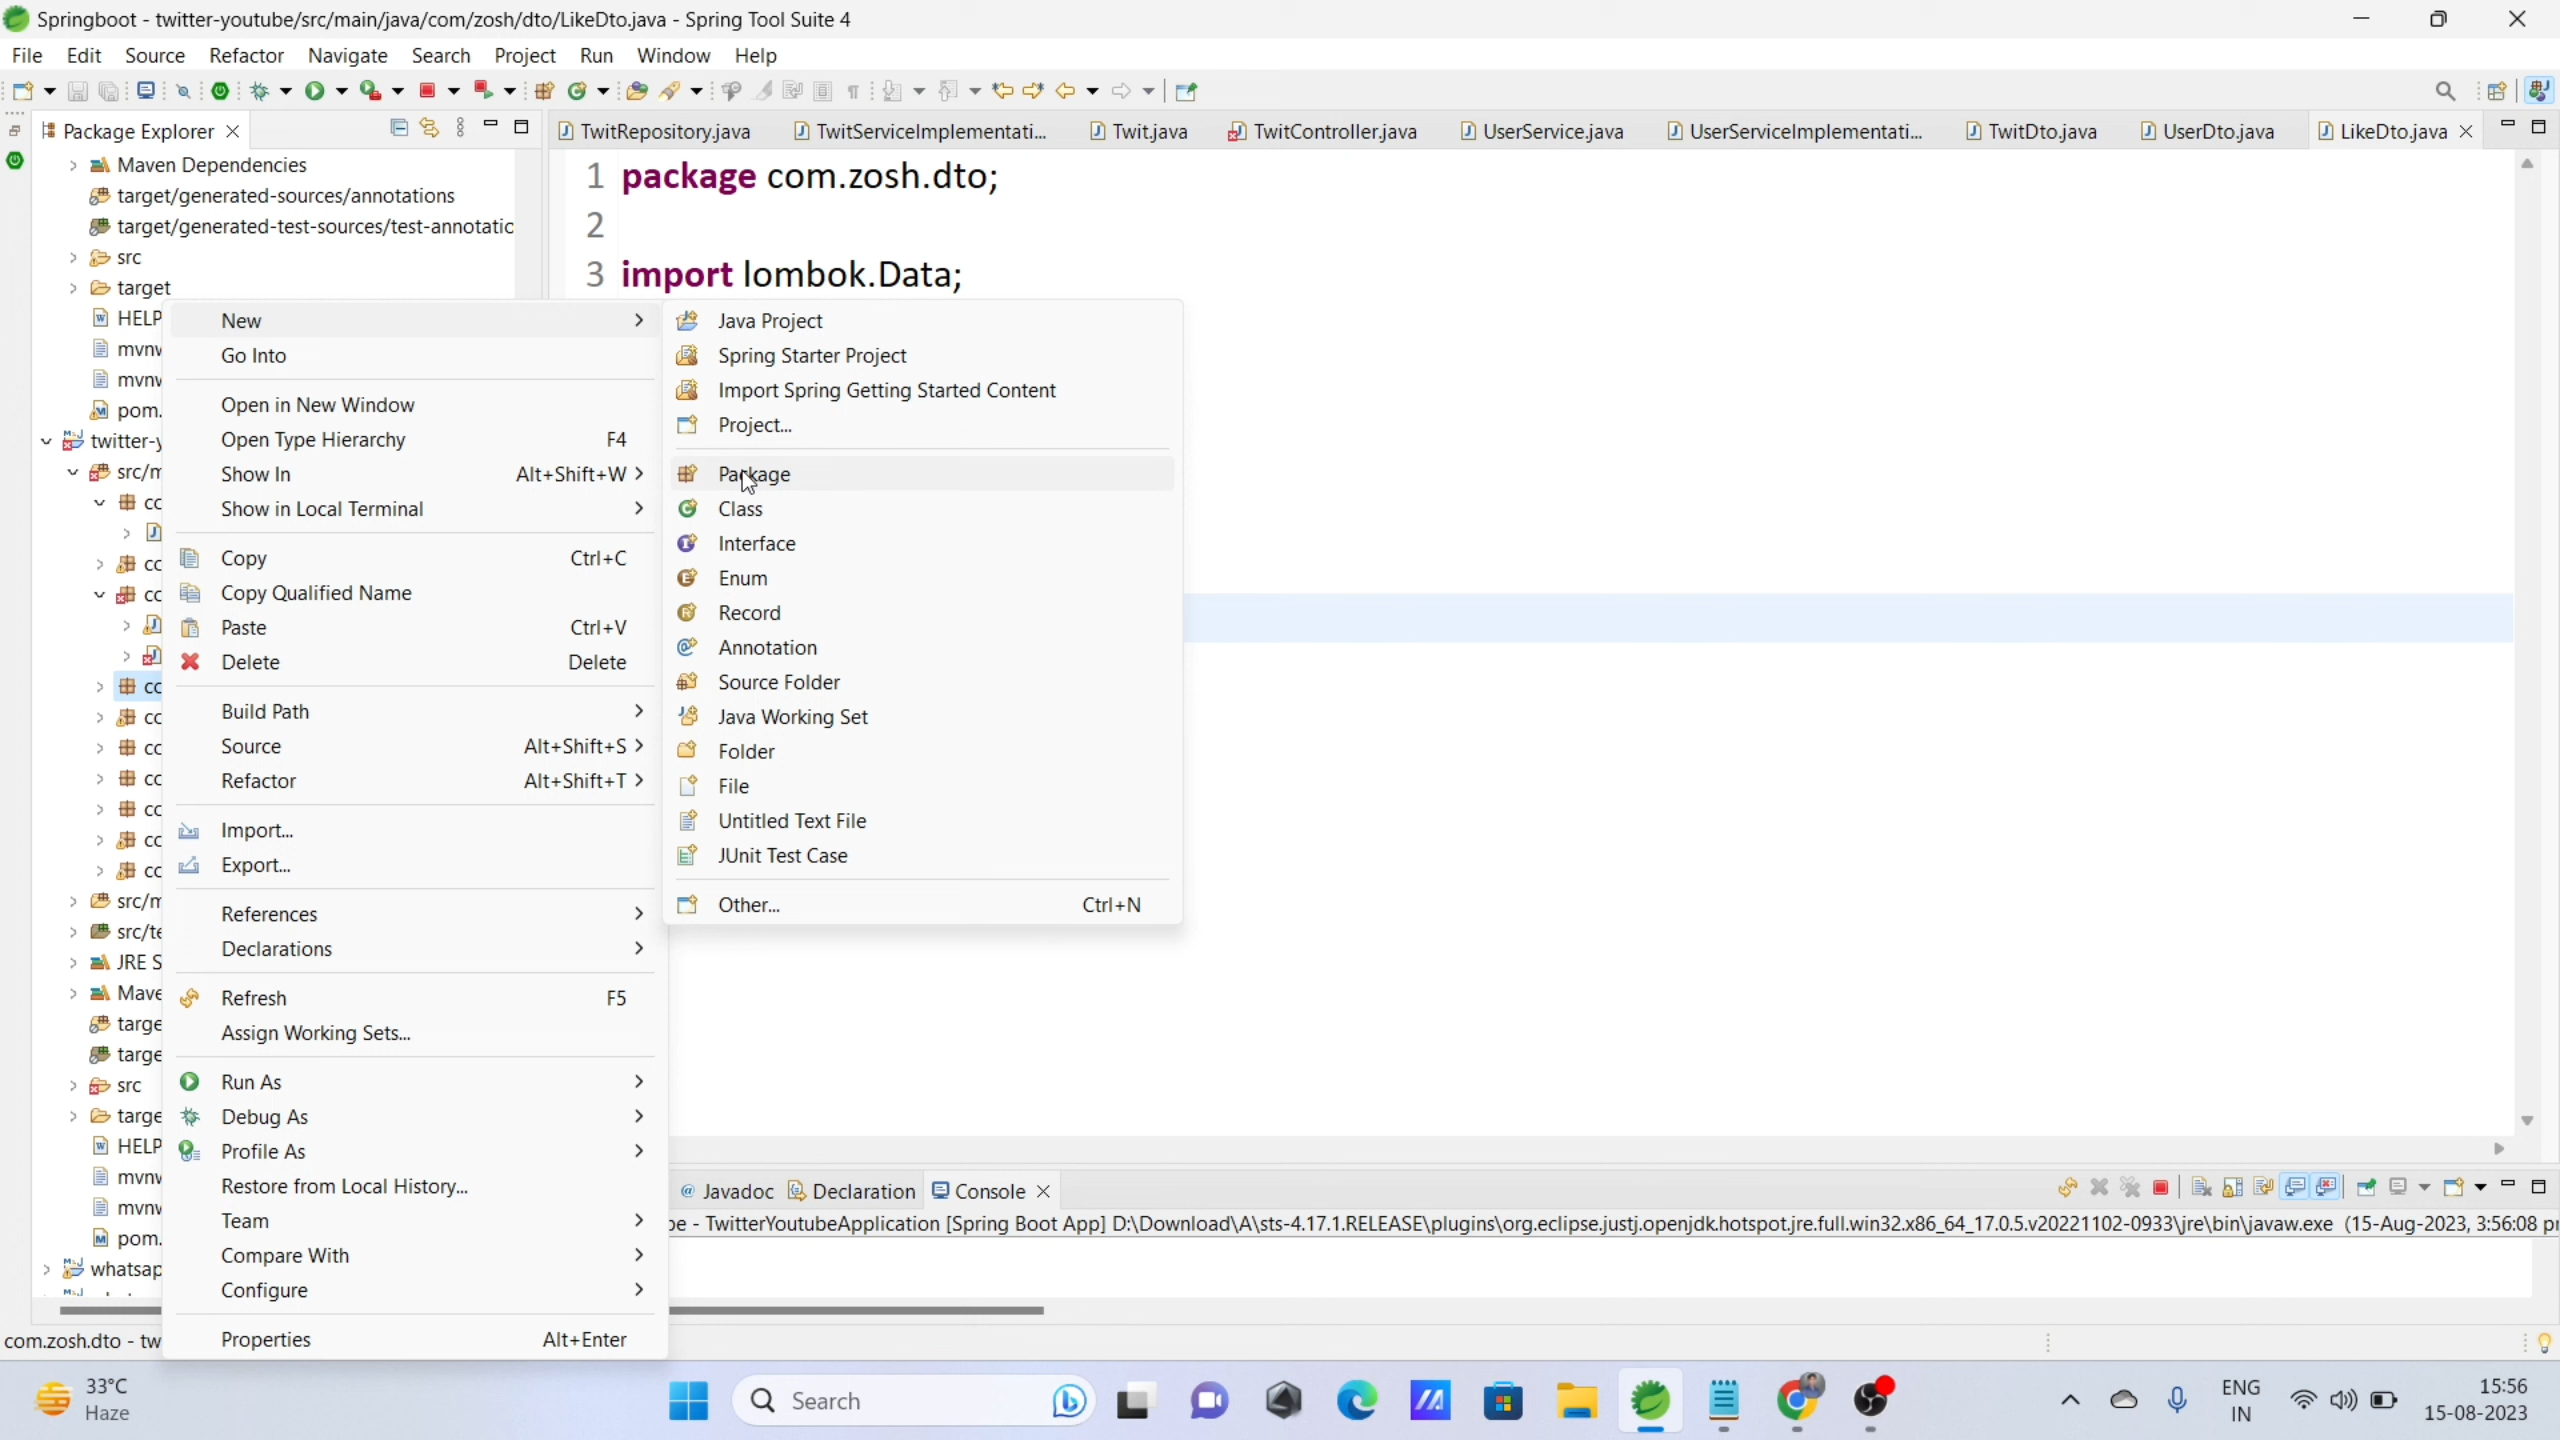 Springboot - twitter-youtube/src/main/java/com/zosh/dto/LikeDto.java - Spring Tool Suite 4
File Edit Source Refactor Navigate Search Project Run Window Help
Package Explorer
TwitRepository.java TwitServiceImplementati... Twit.java TwitController.java UserService.java UserServiceImplementati... TwitDto.java UserDto.java LikeDto.java
Maven Dependencies
target/generated-sources/annotations
target/generated-test-sources/test-annotatio
src
target
HELP
mvnw
mvnw
pom.
twitter-y
src/m
src/m
src/te
JRE S
Mave
targe
targe
src
targe
HELP
mvnw
mvnw
pom.
whatsap
1 package com.zosh.dto;
2
3 import lombok.Data;
New
Go Into
Open in New Window
Open Type Hierarchy F4
Show In Alt+Shift+W
Show in Local Terminal
Copy Ctrl+C
Copy Qualified Name
Paste Ctrl+V
Delete Delete
Build Path
Source Alt+Shift+S
Refactor Alt+Shift+T
Import...
Export...
References
Declarations
Refresh F5
Assign Working Sets...
Run As
Debug As
Profile As
Restore from Local History...
Team
Compare With
Configure
Properties Alt+Enter
Java Project
Spring Starter Project
Import Spring Getting Started Content
Project...
Package
Class
Interface
Enum
Record
Annotation
Source Folder
Java Working Set
Folder
File
Untitled Text File
JUnit Test Case
Other... Ctrl+N
Javadoc Declaration Console
be - TwitterYoutubeApplication [Spring Boot App] D:\Download\A\sts-4.17.1.RELEASE\plugins\org.eclipse.justj.openjdk.hotspot.jre.full.win32.x86_64_17.0.5.v20221102-0933\jre\bin\javaw.exe (15-Aug-2023, 3:56:08 p
com.zosh.dto - tw
33°C
Haze
Search
ENG
IN
15:56
15-08-2023